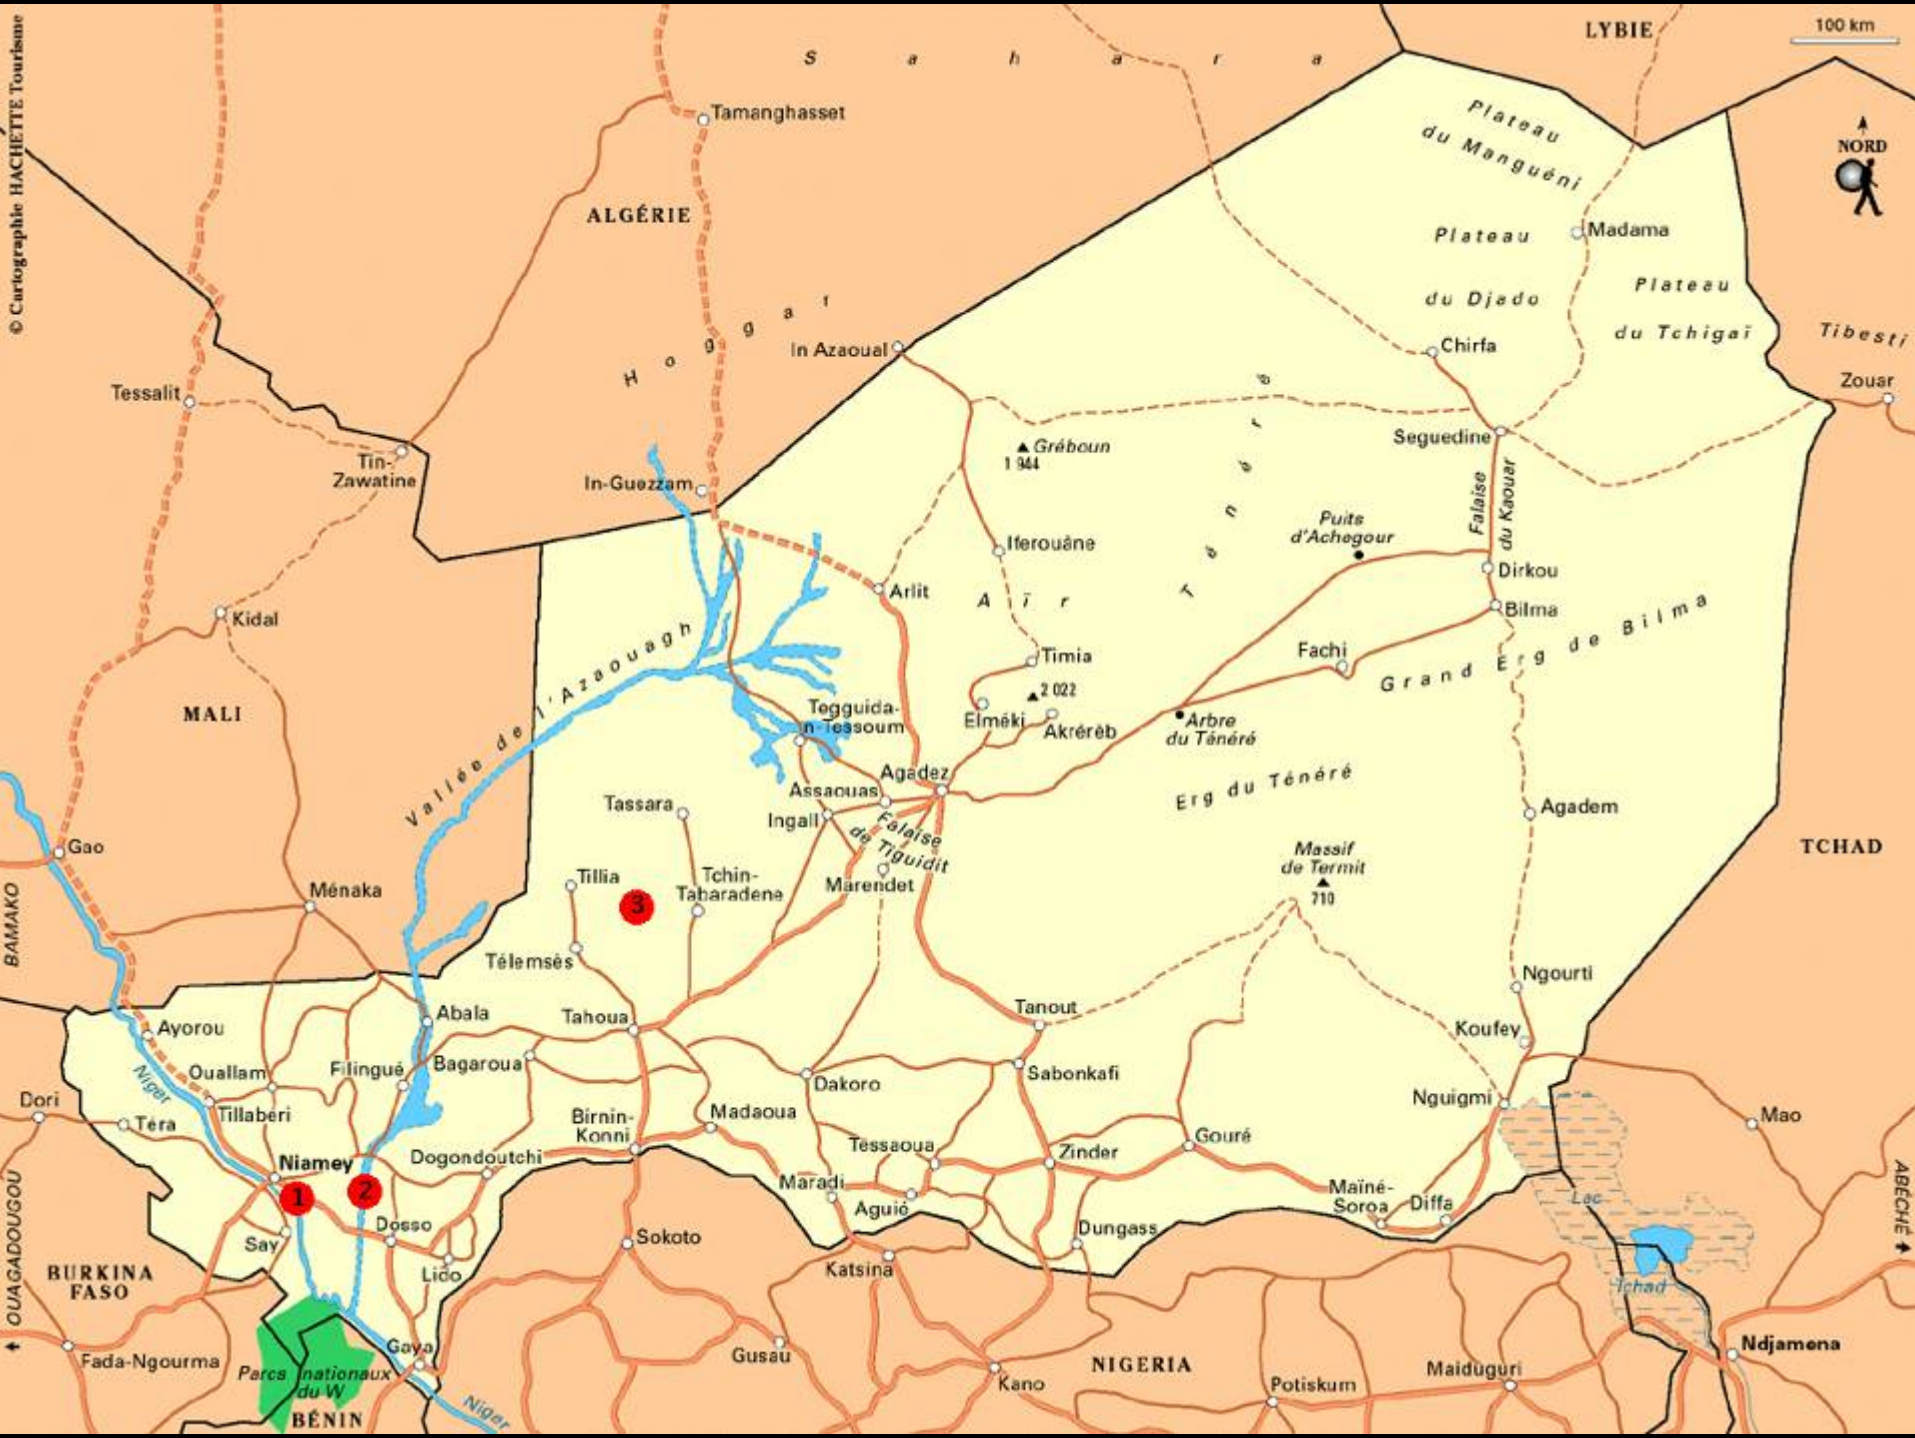 © Cartographie HACHETTE Tourisme
LYBIE
100 km
S a h a r a
Tamanghasset
Plateau
du Manguéni
NORD
ALGÉRIE
Plateau
Madama
du Djado
Plateau
du Tchigaï
Tibesti
Hoggar
In Azaoual
Chirfa
Zouar
Tessalit
Seguedine
Gréboun
1 944
Tin-
Zawatine
In-Guezzam
Ténéré
Falaise
du Kaouar
Puits
d'Achegour
Iferouâne
Dirkou
Arlit
Aïr
Bilma
Kidal
Grand Erg de Bilma
Fachi
Timia
2 022
Vallée de l'Azaouagh
MALI
Tegguida-
n-Tessoum
Elméki
Akréréb
Arbre
du Ténéré
Agadez
Erg du Ténéré
Assaouas
Tassara
Ingall
Falaise
de Tiguidit
Agadem
Gao
Massif
de Termit
710
TCHAD
BAMAKO
Ménaka
Tillia
3
Tchin-
Tabaradene
Marendet
Télemsès
Ngourti
Ayorou
Abala
Tahoua
Tanout
Koufey
Niger
Ouallam
Filingué
Bagaroua
Dakoro
Sabonkafi
Nguigmi
Dori
Téra
Tillabéri
Birnin-
Konni
Madaoua
Mao
Niamey
Dogondoutchi
Tessaoua
Zinder
Gouré
1
2
Maradi
Aguié
Maïné-
Soroa
Diffa
Lac
Tchad
OUAGADOUGOU
ABÉCHÉ
Say
Dosso
Sokoto
Dungass
BURKINA
FASO
Lido
Katsina
Gaya
Fada-Ngourma
Parcs nationaux
du W
Gusau
NIGERIA
Kano
Maiduguri
Ndjamena
Potiskum
BÉNIN
Niger